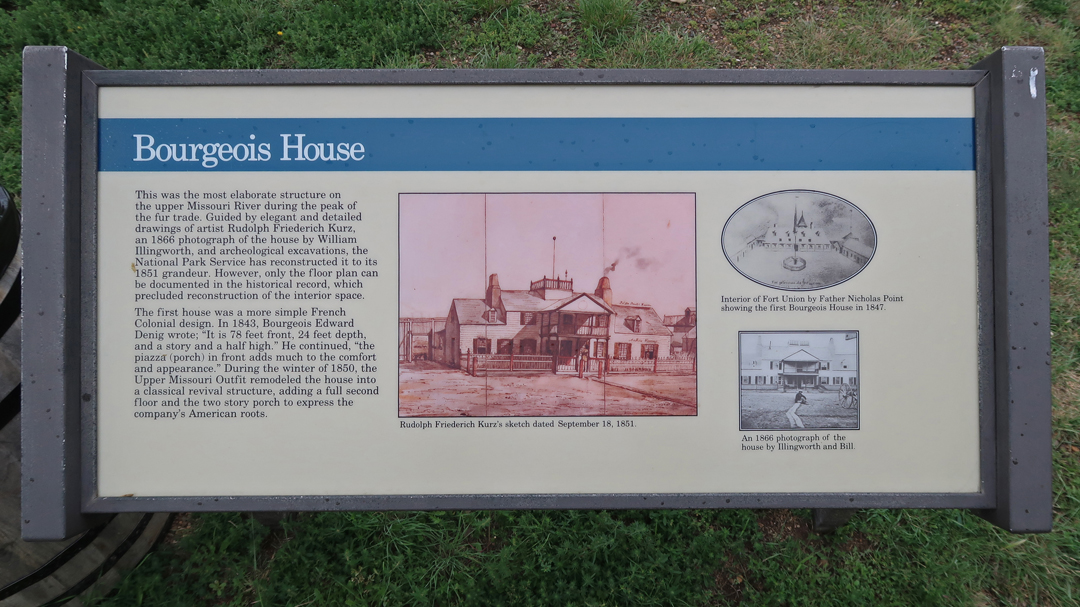 Bourgeois House
This was the most elaborate structure on
the upper Missouri River during the peak of
the fur trade. Guided by elegant and detailed
drawings of artist Rudolph Friederich Kurz,
an 1866 photograph of the house by William
Illingworth, and archeological excavations, the
National Park Service has reconstructed it to its
1851 grandeur. However, only the floor plan can
be documented in the historical record, which
precluded reconstruction of the interior space.
The first house was a more simple French
Colonial design. In 1843, Bourgeois Edward
Denig wrote; “It is 78 feet front, 24 feet depth,
and a story and a half high.” He continued, “the
piazza (porch) in front adds much to the comfort
and appearance.” During the winter of 1850, the
Upper Missouri Outfit remodeled the house into
a classical revival structure, adding a full second
floor and the two story porch to express the
company's American roots.
Rudolph Friederich Kurz's sketch dated September 18, 1851.
Interior of Fort Union by Father Nicholas Point
showing the first Bourgeois House in 1847.
An 1866 photograph of the
house by Illingworth and Bill.